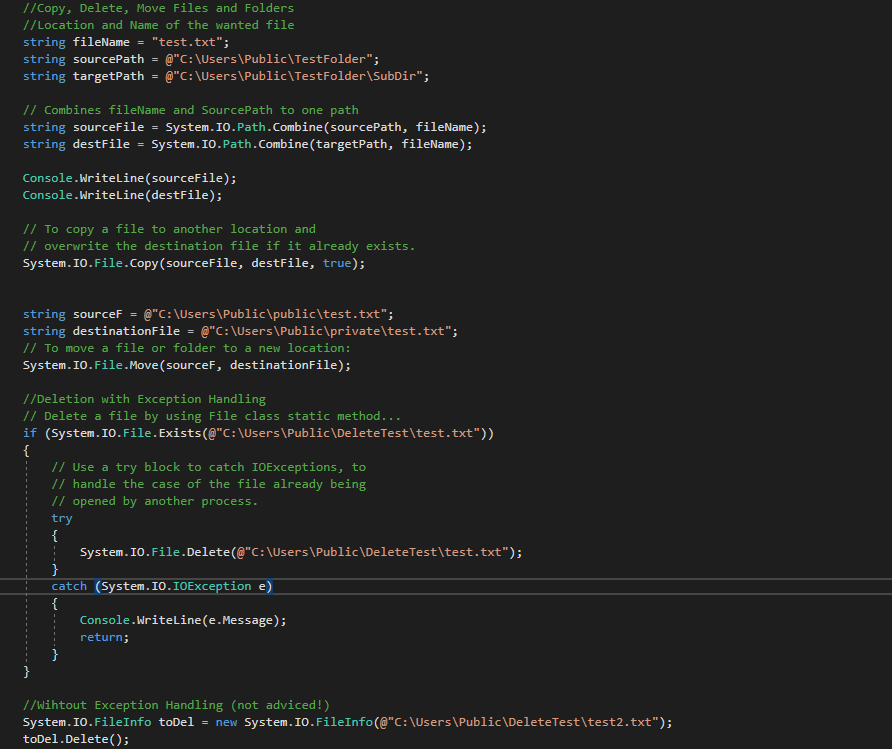 //Copy, Delete, Move Files and Folders
//Location and Name of the wanted file
string fileName = "test.txt";
string sourcePath = @"C:\Users\Public\TestFolder";
string targetPath = @"C:\Users\Public\TestFolder\SubDir";

// Combines fileName and SourcePath to one path
string sourceFile = System.IO.Path.Combine(sourcePath, fileName);
string destFile = System.IO.Path.Combine(targetPath, fileName);

Console.WriteLine(sourceFile);
Console.WriteLine(destFile);

// To copy a file to another location and
// overwrite the destination file if it already exists.
System.IO.File.Copy(sourceFile, destFile, true);

string sourceF = @"C:\Users\Public\public\test.txt";
string destinationFile = @"C:\Users\Public\private\test.txt";
// To move a file or folder to a new location:
System.IO.File.Move(sourceF, destinationFile);

//Deletion with Exception Handling
// Delete a file by using File class static method...
if (System.IO.File.Exists(@"C:\Users\Public\DeleteTest\test.txt"))
{
    // Use a try block to catch IOExceptions, to
    // handle the case of the file already being
    // opened by another process.
    try
    {
        System.IO.File.Delete(@"C:\Users\Public\DeleteTest\test.txt");
    }
    catch (System.IO.IOException e)
    {
        Console.WriteLine(e.Message);
        return;
    }
}

//Wihtout Exception Handling (not adviced!)
System.IO.FileInfo toDel = new System.IO.FileInfo(@"C:\Users\Public\DeleteTest\test2.txt");
toDel.Delete();